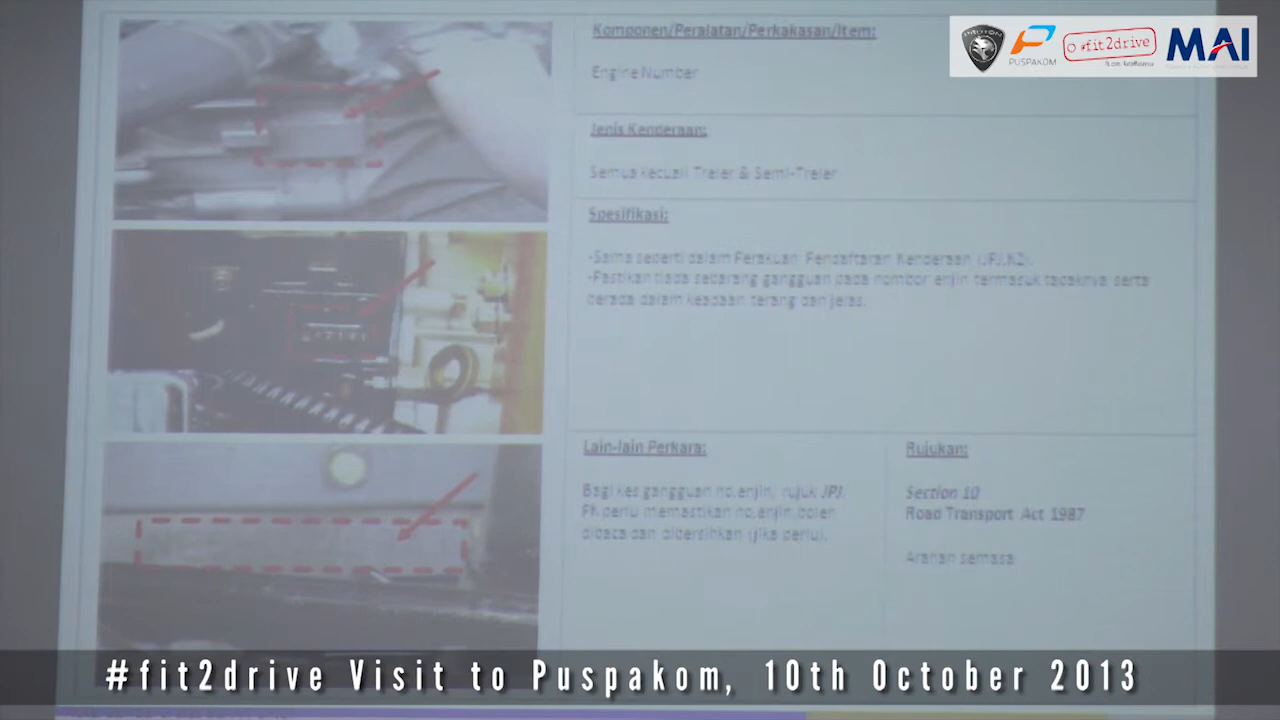 Komponen/Peralatan/Perkakasan/Item:
Engine Number
Jenis Kenderaan:
Semua kecuali Treler & Semi-Treler
Spesifikasi:
-Sama seperti dalam Perakuan Pendaftaran Kenderaan (JPJ.K2).
-Pastikan tiada sebarang gangguan pada nombor enjin termasuk tapaknya serta
berada dalam keadaan terang dan jelas.
Lain-lain Perkara:
Bagi kes gangguan no.enjin, rujuk JPJ.
PK perlu memastikan no.enjin boleh
dibaca dan dibersihkan (jika perlu).
Rujukan:
Section 10
Road Transport Act 1987
Arahan semasa
PROTON
PUSPAKOM
#fit2drive
MAI
#fit2drive Visit to Puspakom, 10th October 2013